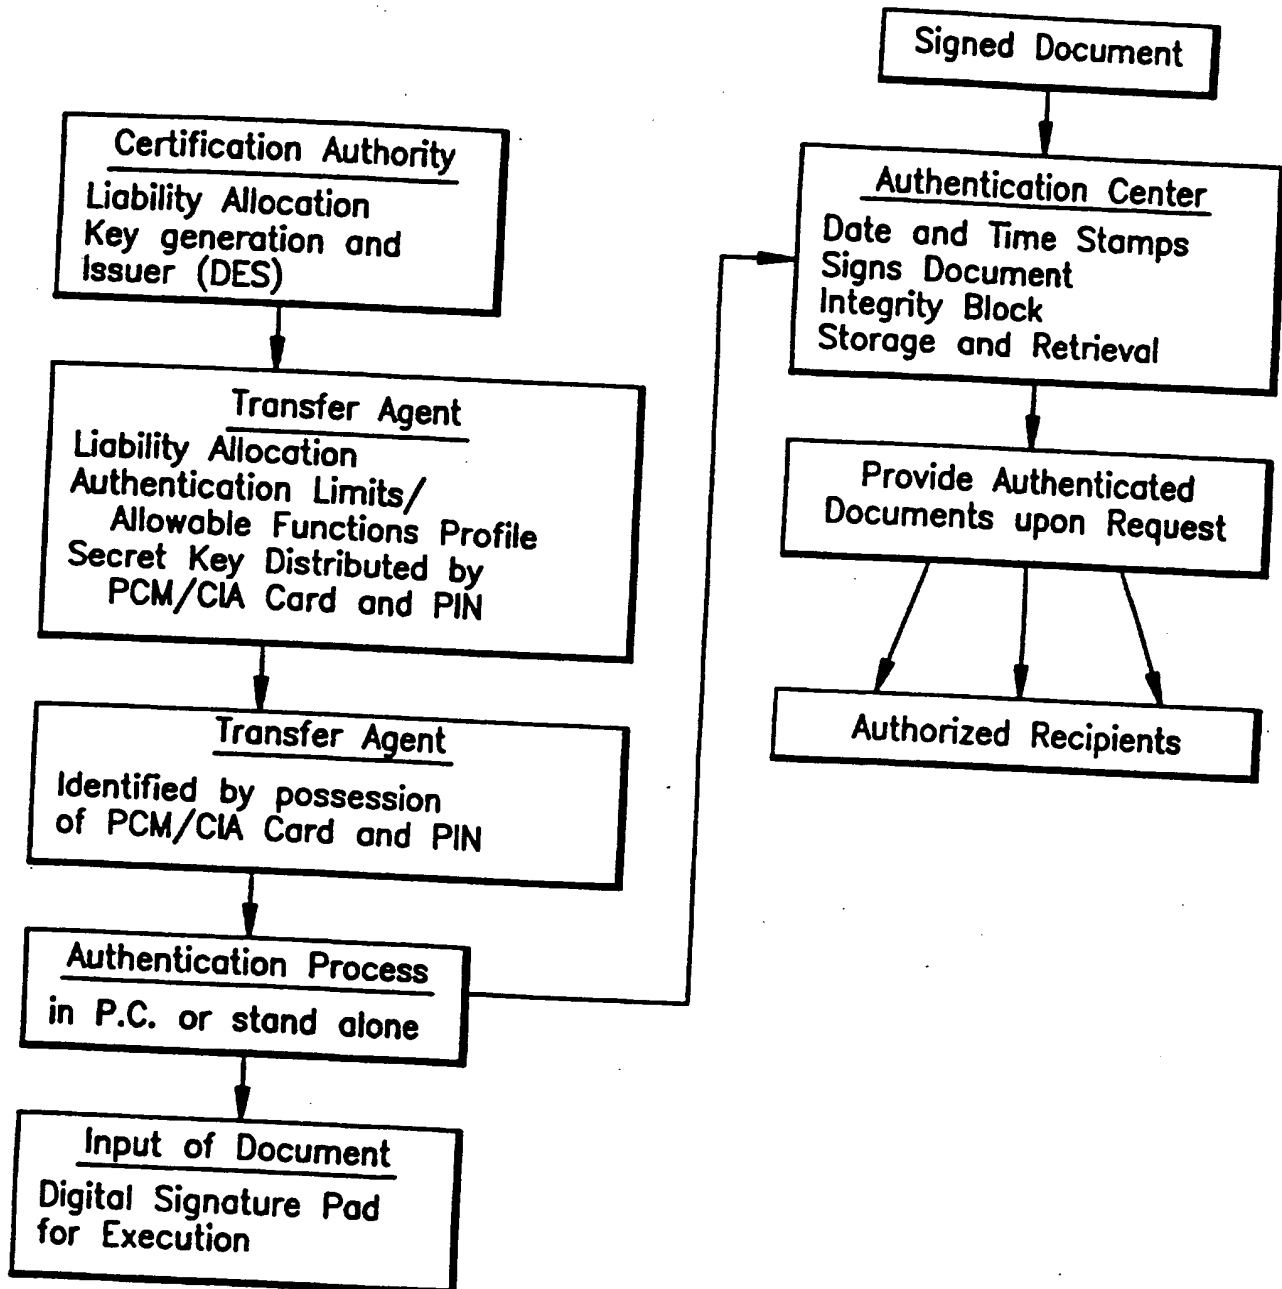 Certification Authority
Liability Allocation
Key generation and
Issuer (DES)
Transfer Agent
Liability Allocation
Authentication Limits/
Allowable Functions Profile
Secret Key Distributed by
PCM/CIA Card and PIN
Transfer Agent
Identified by possession
of PCM/CIA Card and PIN
Authentication Process
in P.C. or stand alone
Input of Document
Digital Signature Pad
for Execution
Signed Document
Authentication Center
Date and Time Stamps
Signs Document
Integrity Block
Storage and Retrieval
Provide Authenticated
Documents upon Request
Authorized Recipients